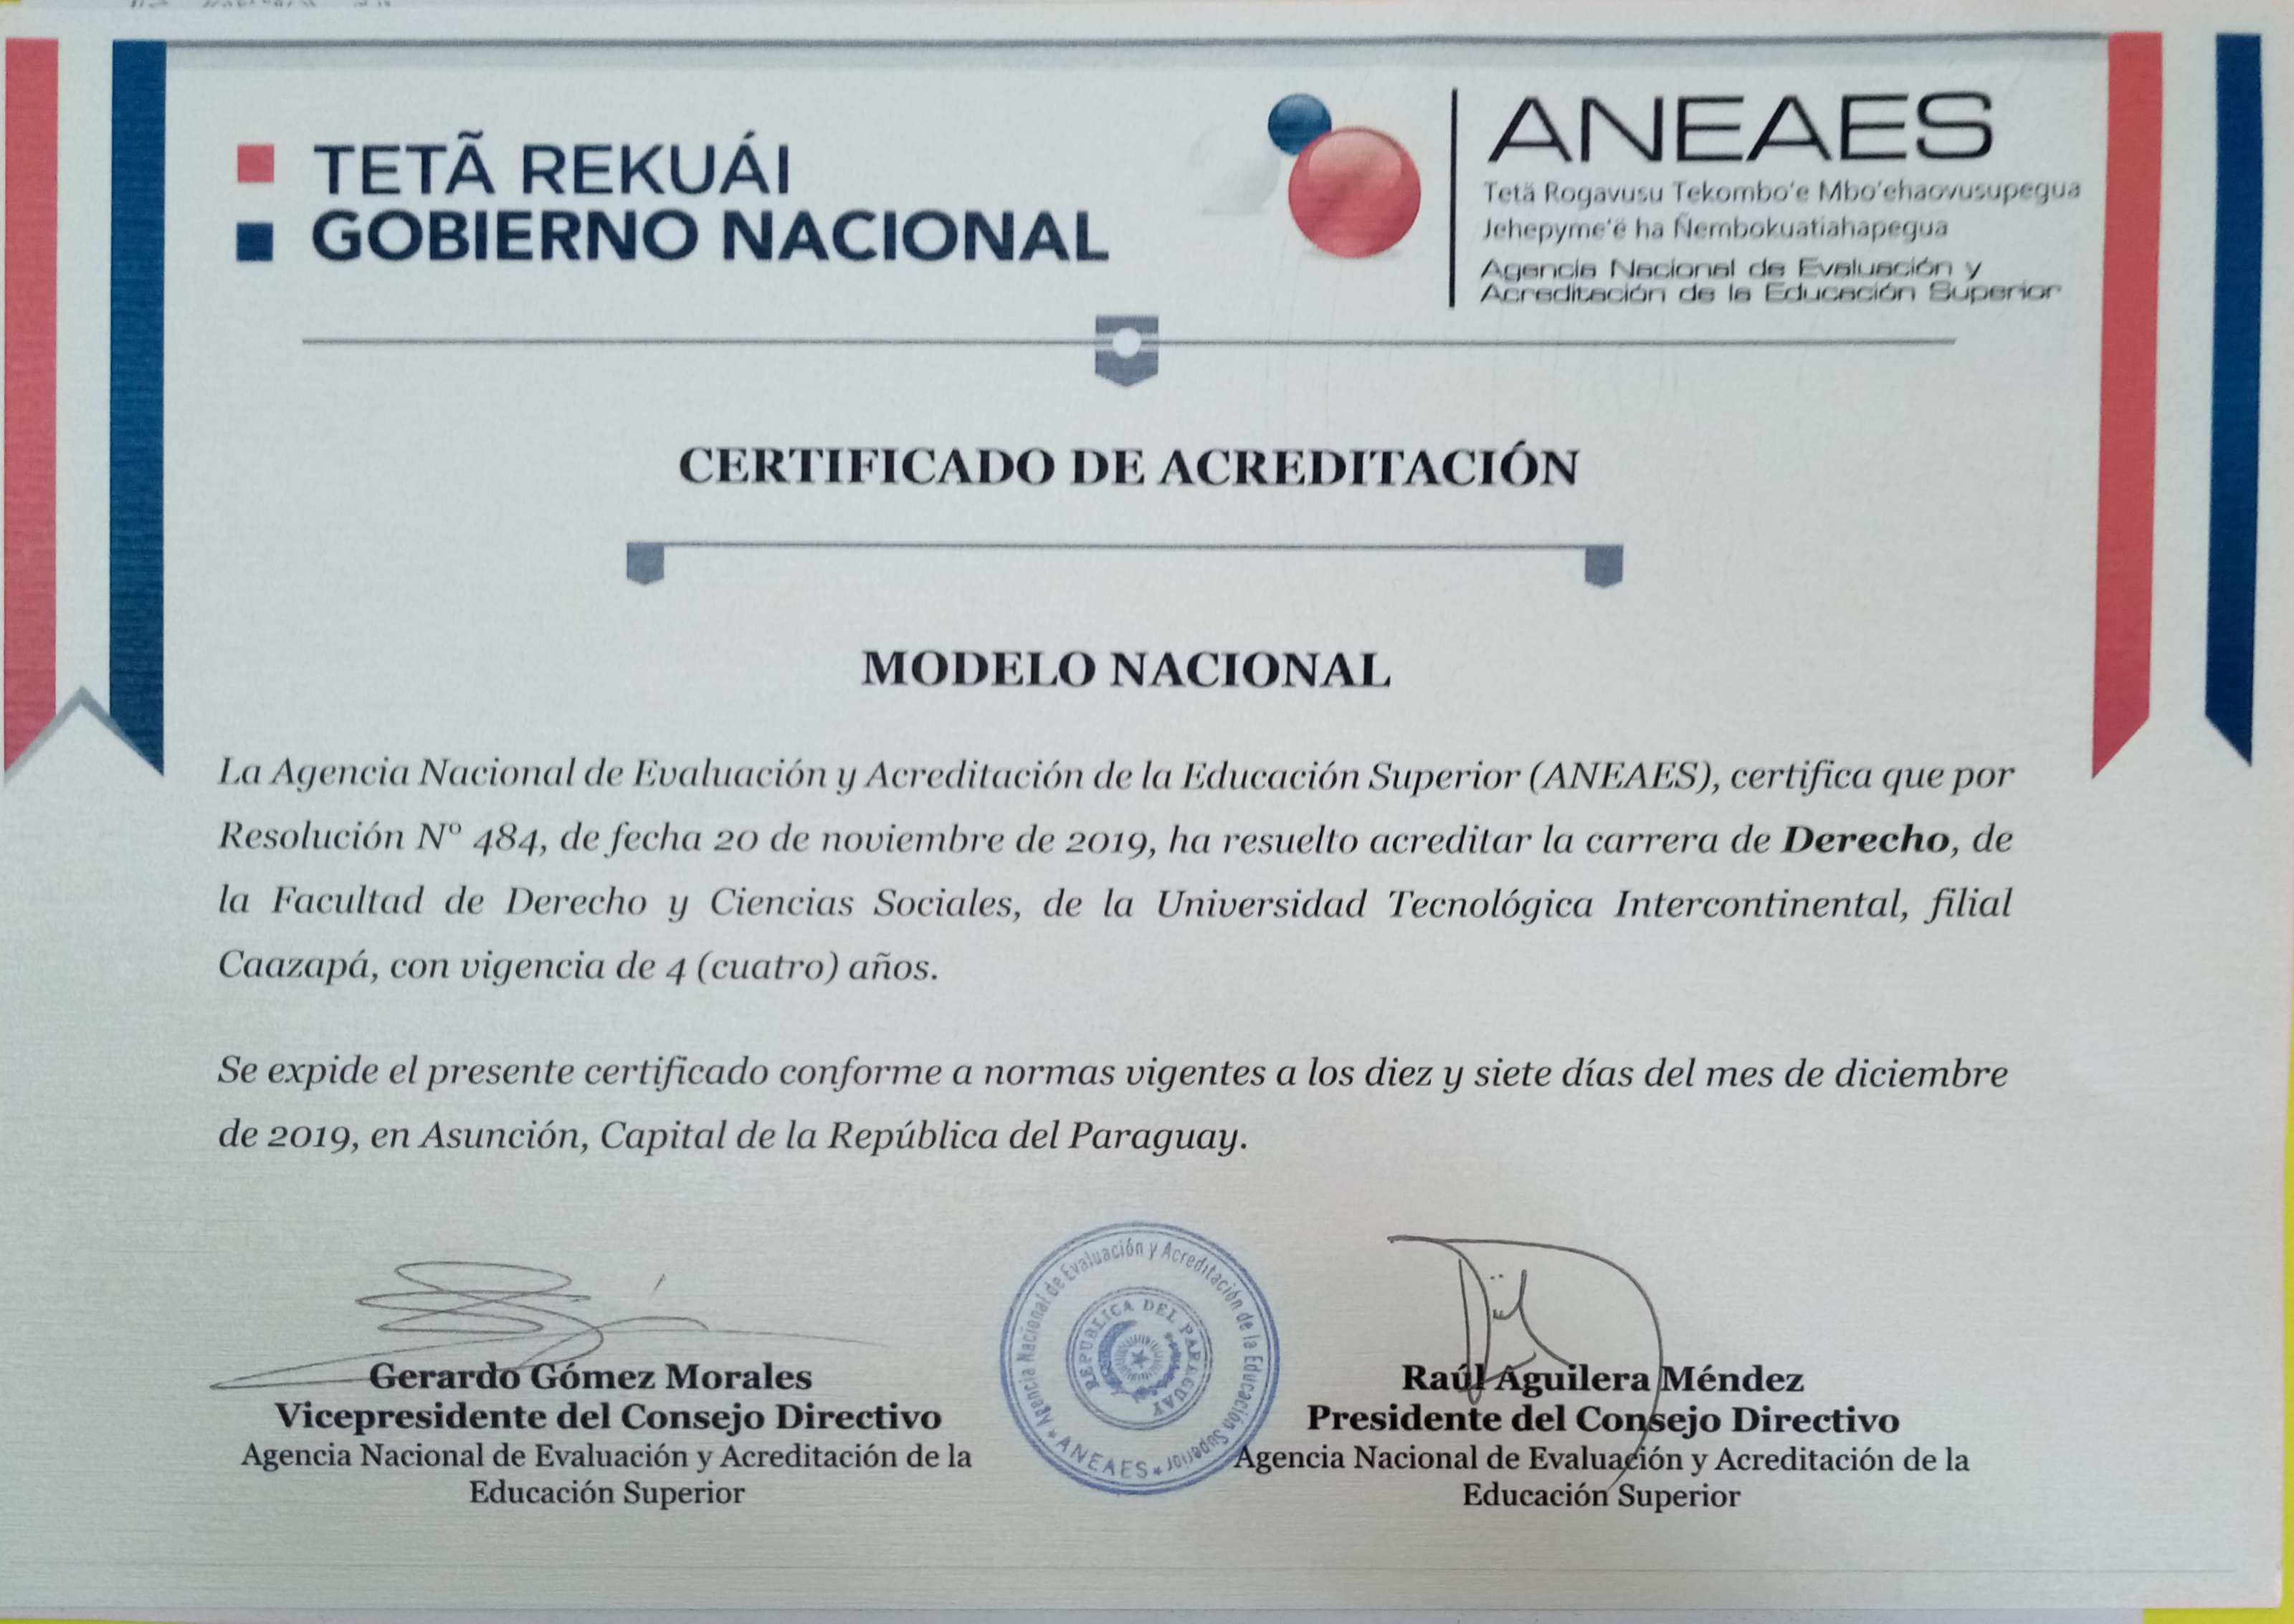 TETÃ REKUÁI
GOBIERNO NACIONAL
ANEAES
Tetã Rogavusu Tekombo'e Mbo'ehaovusupegua
Jehepyme'ẽ ha Ñembokuatiahapegua
Agencia Nacional de Evaluación y
Acreditación de la Educación Superior
CERTIFICADO DE ACREDITACIÓN
MODELO NACIONAL
La Agencia Nacional de Evaluación y Acreditación de la Educación Superior (ANEAES), certifica que por
Resolución N° 484, de fecha 20 de noviembre de 2019, ha resuelto acreditar la carrera de Derecho, de
la Facultad de Derecho y Ciencias Sociales, de la Universidad Tecnológica Intercontinental, filial
Caazapá, con vigencia de 4 (cuatro) años.
Se expide el presente certificado conforme a normas vigentes a los diez y siete días del mes de diciembre
de 2019, en Asunción, Capital de la República del Paraguay.
Gerardo Gómez Morales
Vicepresidente del Consejo Directivo
Agencia Nacional de Evaluación y Acreditación de la
Educación Superior
Agencia Nacional de Evaluación y Acreditación de la Educación Superior
* ANEAES *
REPUBLICA DEL PARAGUAY
Raúl Aguilera Méndez
Presidente del Consejo Directivo
Agencia Nacional de Evaluación y Acreditación de la
Educación Superior